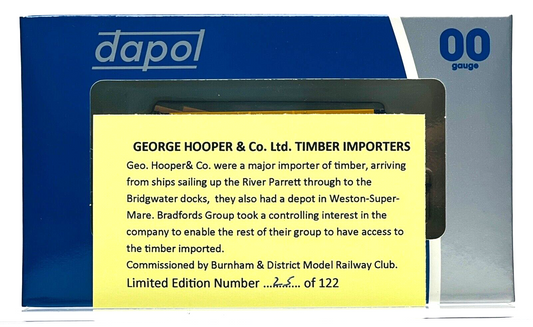 dapol
00
gauge
GEORGE HOOPER & Co. Ltd. TIMBER IMPORTERS
Geo. Hooper& Co. were a major importer of timber, arriving
from ships sailing up the River Parrett through to the
Bridgwater docks, they also had a depot in Weston-Super-
Mare. Bradfords Group took a controlling interest in the
company to enable the rest of their group to have access to
the timber imported.
Commissioned by Burnham & District Model Railway Club.
Limited Edition Number ...25... of 122